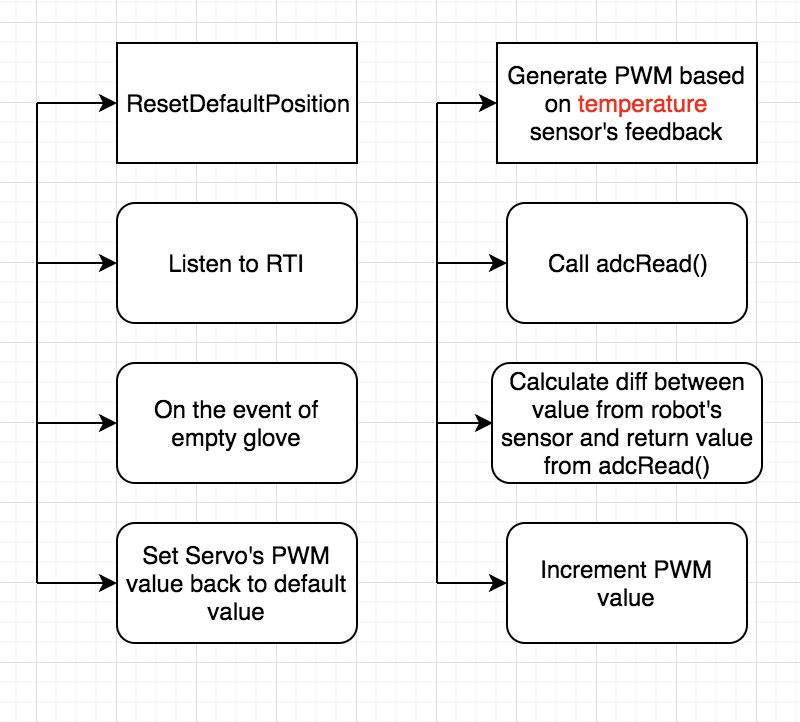 ResetDefaultPosition
Listen to RTI
On the event of
empty glove
Set Servo's PWM
value back to default
value
Generate PWM based
on temperature
sensor's feedback
Call adcRead()
Calculate diff between
value from robot's
sensor and return value
from adcRead()
Increment PWM
value